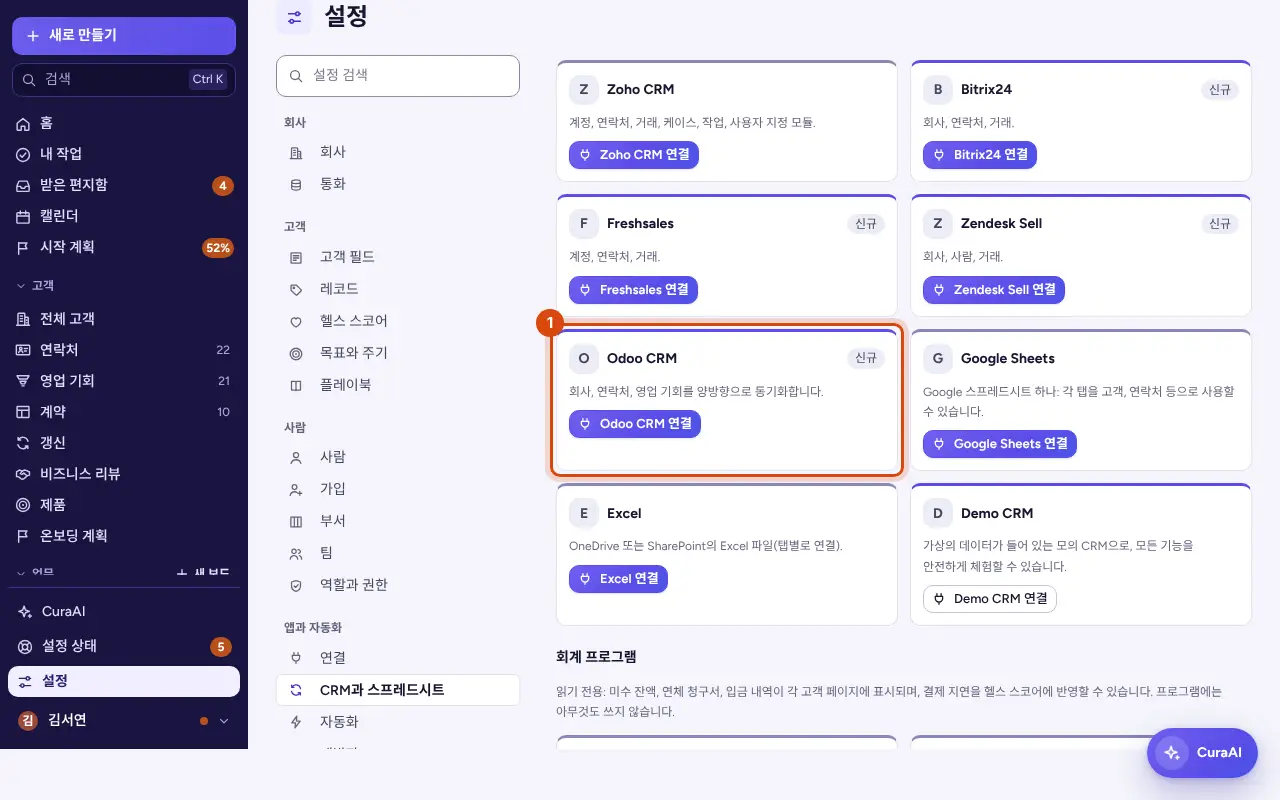 새로 만들기
검색
Ctrl K
홈
내 작업
받은 편지함
4
캘린더
시작 계획
52%
고객
전체 고객
연락처
22
영업 기회
21
계약
10
갱신
비즈니스 리뷰
제품
온보딩 계획
업무
새 보드
CuraAI
설정 상태
5
설정
김
김서연
설정
설정 검색
회사
회사
통화
고객
고객 필드
레코드
헬스 스코어
목표와 주기
플레이북
사람
사람
가입
부서
팀
역할과 권한
앱과 자동화
연결
CRM과 스프레드시트
자동화
Z
Zoho CRM
계정, 연락처, 거래, 케이스, 작업, 사용자 지정 모듈.
Zoho CRM 연결
B
Bitrix24
신규
회사, 연락처, 거래.
Bitrix24 연결
F
Freshsales
신규
계정, 연락처, 거래.
Freshsales 연결
Z
Zendesk Sell
신규
회사, 사람, 거래.
Zendesk Sell 연결
1
O
Odoo CRM
신규
회사, 연락처, 영업 기회를 양방향으로 동기화합니다.
Odoo CRM 연결
G
Google Sheets
Google 스프레드시트 하나: 각 탭을 고객, 연락처 등으로 사용할
수 있습니다.
Google Sheets 연결
E
Excel
OneDrive 또는 SharePoint의 Excel 파일(탭별로 연결).
Excel 연결
D
Demo CRM
가상의 데이터가 들어 있는 모의 CRM으로, 모든 기능을
안전하게 체험할 수 있습니다.
Demo CRM 연결
회계 프로그램
읽기 전용: 미수 잔액, 연체 청구서, 입금 내역이 각 고객 페이지에 표시되며, 결제 지연을 헬스 스코어에 반영할 수 있습니다. 프로그램에는
아무것도 쓰지 않습니다.
CuraAI